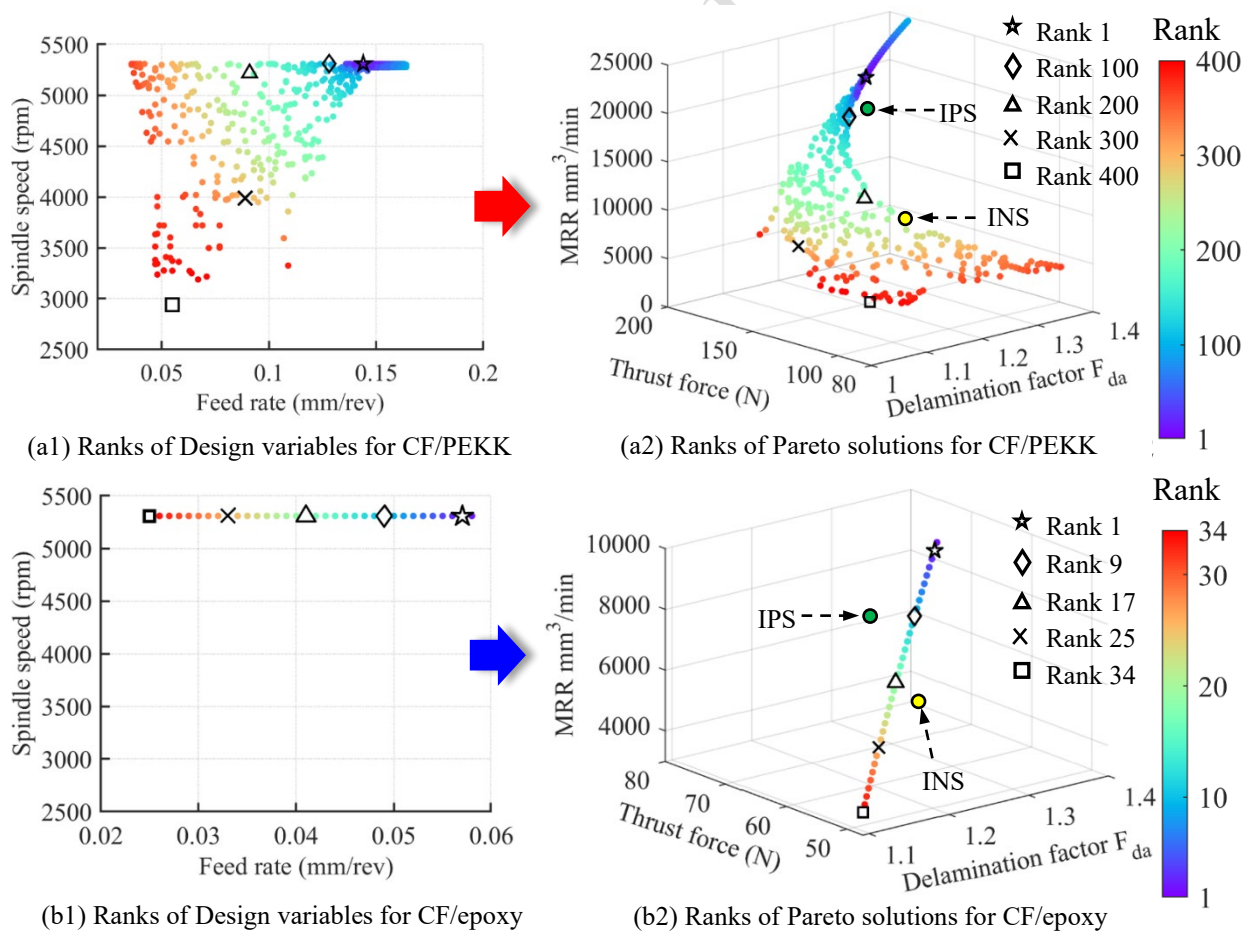 5500
5000
4500
4000
3500
3000
2500
Spindle speed (rpm)
0.05
0.1
0.15
0.2
Feed rate (mm/rev)
(a1) Ranks of Design variables for CF/PEKK
25000
20000
15000
10000
5000
0
MRR mm³/min
200
150
100
80
Thrust force (N)
1
1.1
1.2
1.3
1.4
Delamination factor F_da
IPS
INS
Rank 1
Rank 100
Rank 200
Rank 300
Rank 400
Rank
400
300
200
100
1
(a2) Ranks of Pareto solutions for CF/PEKK
5500
5000
4500
4000
3500
3000
2500
Spindle speed (rpm)
0.02
0.03
0.04
0.05
0.06
Feed rate (mm/rev)
(b1) Ranks of Design variables for CF/epoxy
10000
8000
6000
4000
MRR mm³/min
80
70
60
50
Thrust force (N)
1.1
1.2
1.3
1.4
Delamination factor F_da
IPS
INS
Rank 1
Rank 9
Rank 17
Rank 25
Rank 34
Rank
34
30
20
10
1
(b2) Ranks of Pareto solutions for CF/epoxy